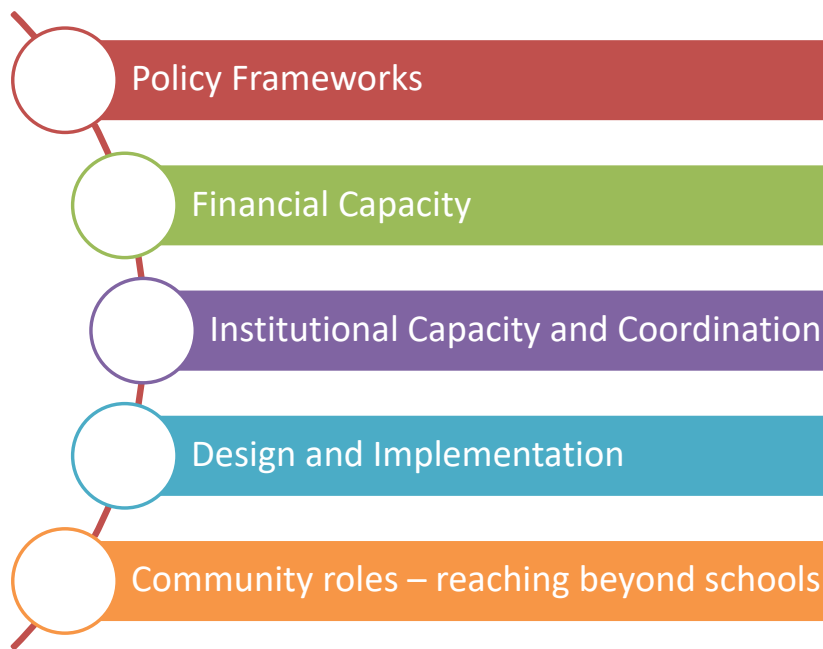 Policy Frameworks
Financial Capacity
Institutional Capacity and Coordination
Design and Implementation
Community roles – reaching beyond schools